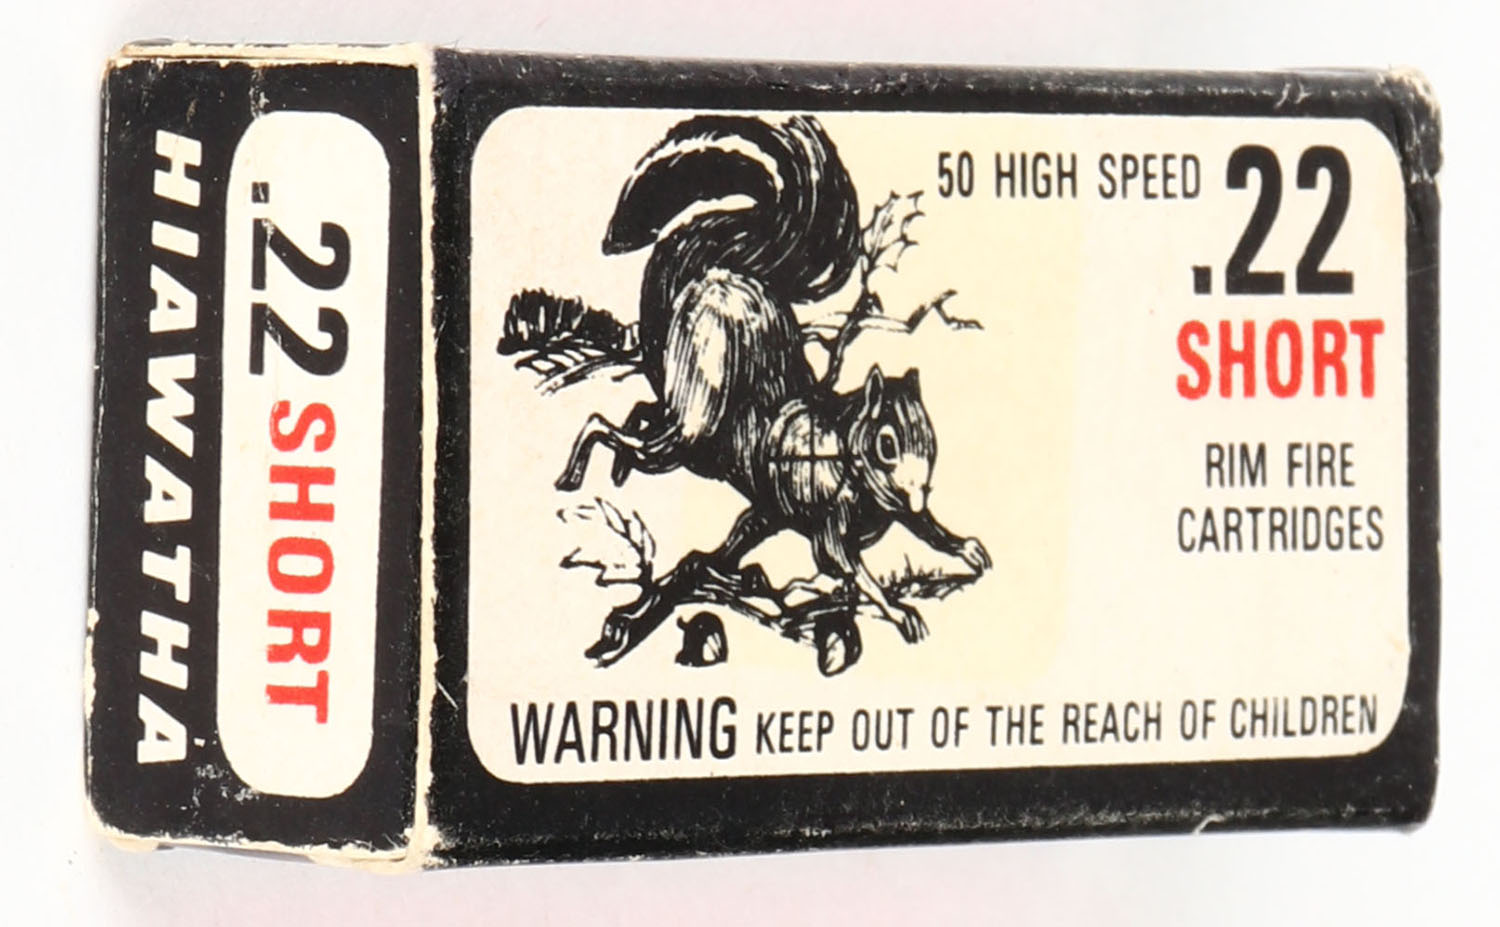 HIAWATHA
.22 SHORT
50 HIGH SPEED .22
SHORT
RIM FIRE
CARTRIDGES
WARNING KEEP OUT OF THE REACH OF CHILDREN